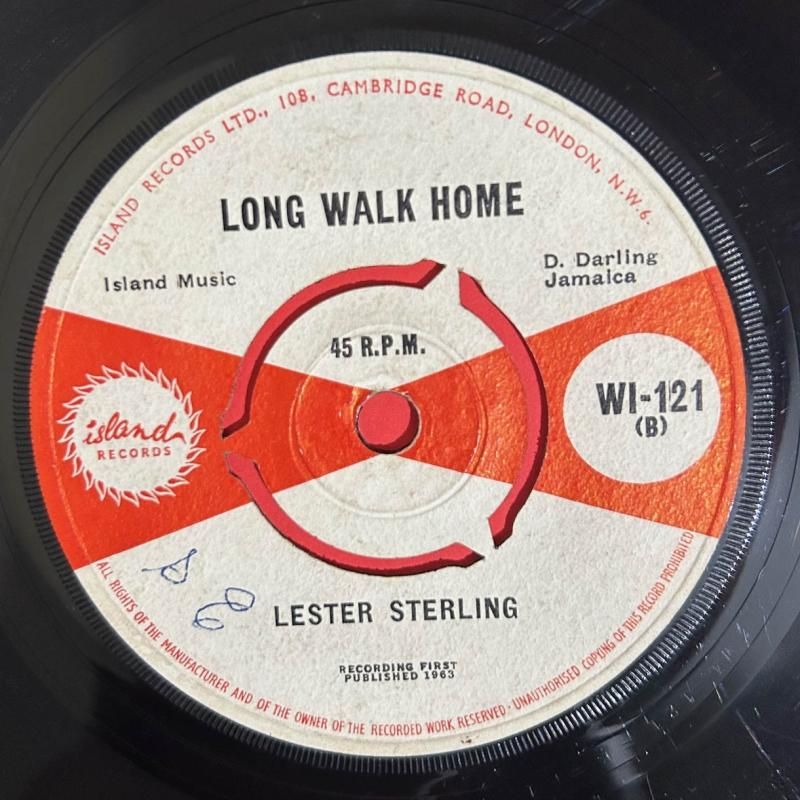 ISLAND RECORDS LTD., 108, CAMBRIDGE ROAD, LONDON, N.W.6.
LONG WALK HOME
Island Music
D. Darling
Jamaica
45 R.P.M.
island
RECORDS
WI-121
(B)
LESTER STERLING
RECORDING FIRST
PUBLISHED 1963
ALL RIGHTS OF THE MANUFACTURER AND OF THE OWNER OF THE RECORDED WORK RESERVED · UNAUTHORISED COPYING OF THIS RECORD PROHIBITED